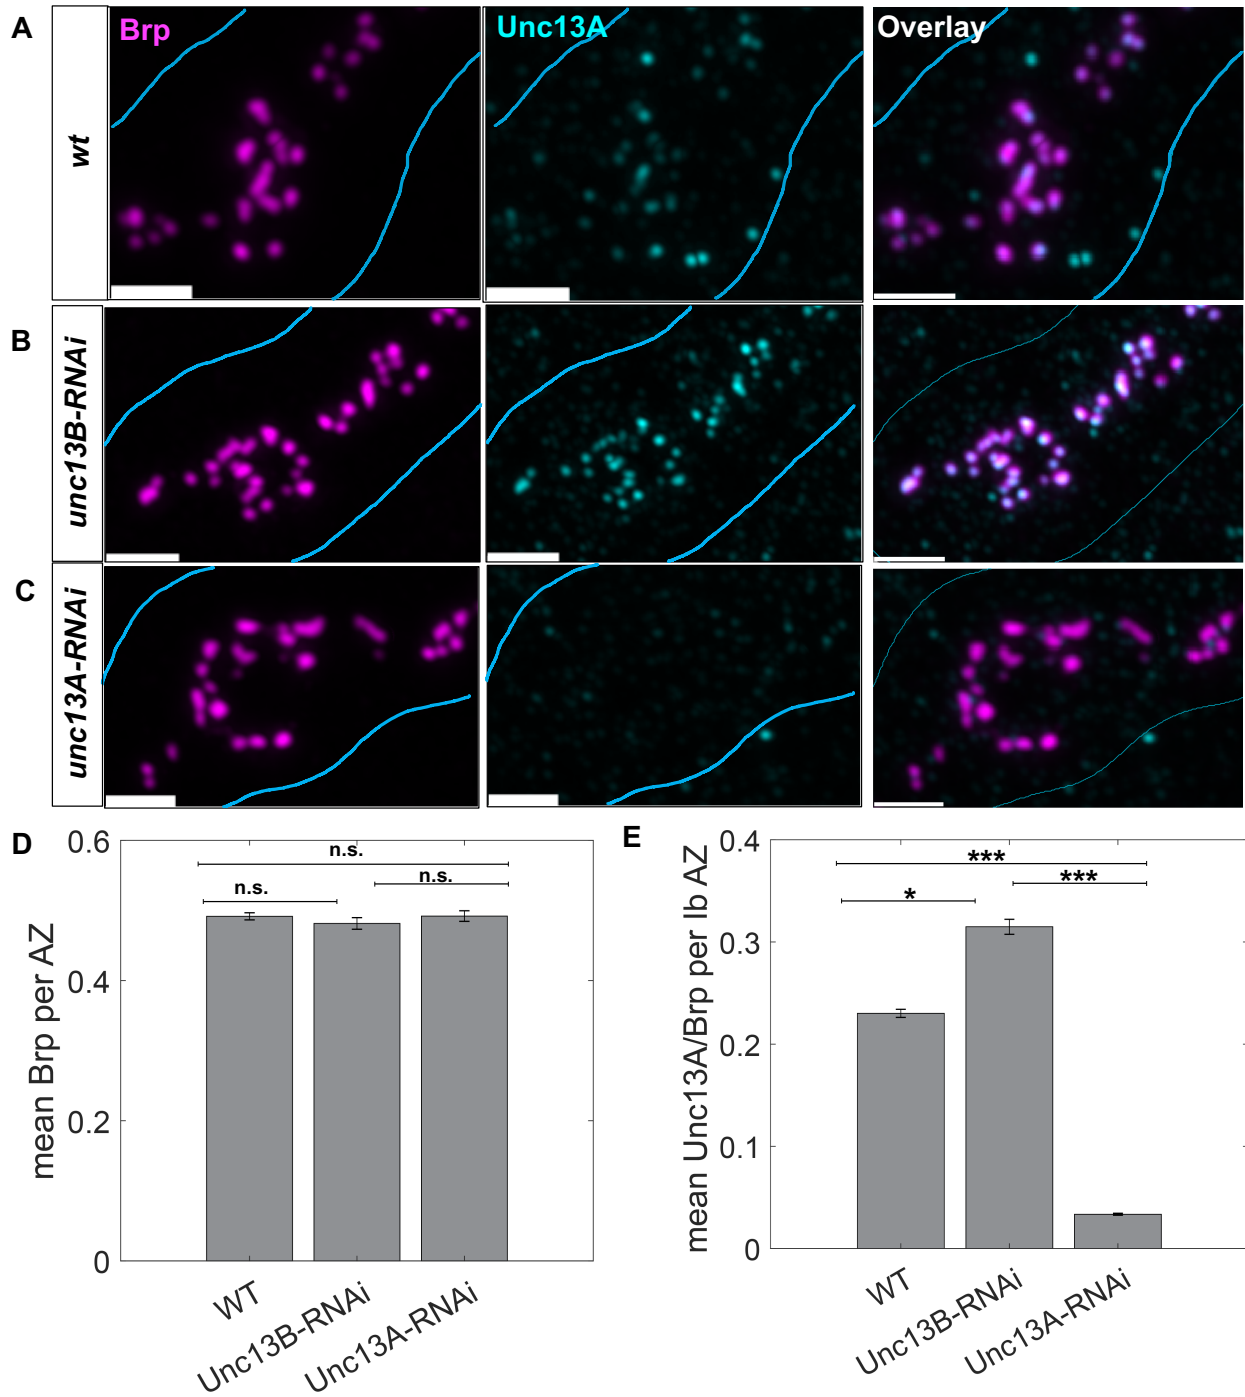 A
wt
Brp
Unc13A
Overlay
B
unc13B-RNAi
C
unc13A-RNAi
D
mean Brp per AZ
0.6
0.4
0.2
0
n.s.
n.s.
n.s.
WT
Unc13B-RNAi
Unc13A-RNAi
E
mean Unc13A/Brp per Ib AZ
0.4
0.3
0.2
0.1
0
***
***
*
WT
Unc13B-RNAi
Unc13A-RNAi